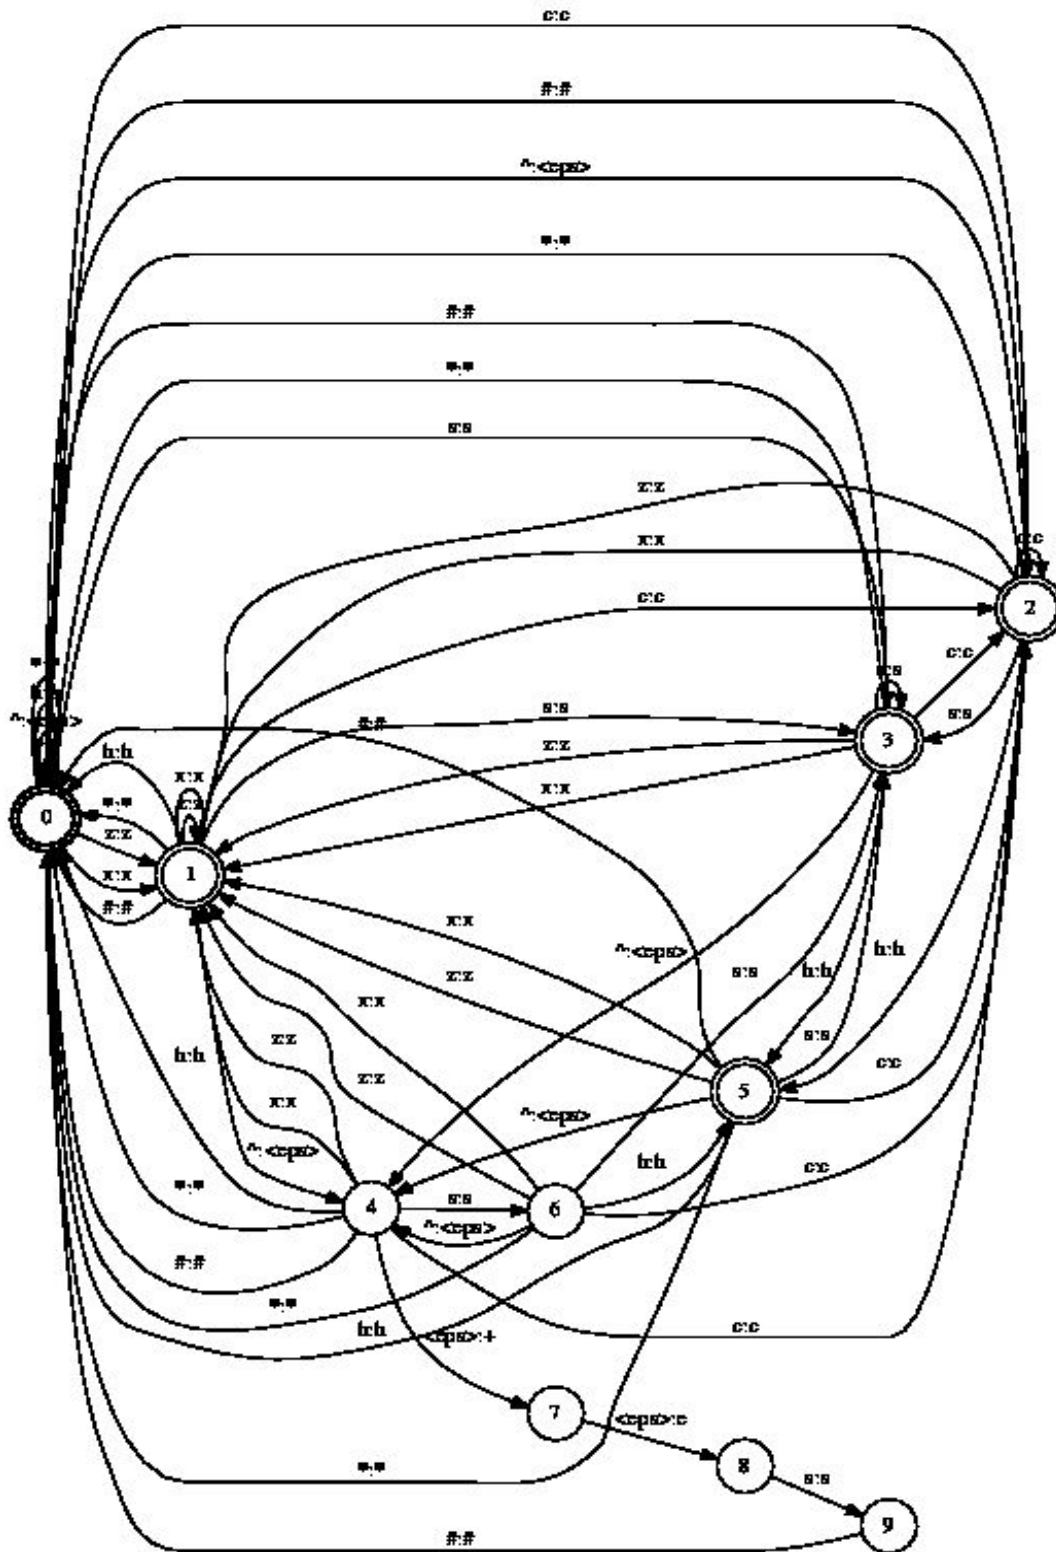 c:c
#:#
^:<eps>
*:*
#:#
*:*
s:s
z:z
x:x
c:c
2
c:c
s:s
#:#
s:s
z:z
3
h:h
x:x
*:*
0
z:z
x:x
1
x:x
#:#
^:<eps>
x:x
z:z
s:s
h:h
h:h
x:x
s:s
h:h
z:z
z:z
c:c
5
x:x
^:<eps>
^:<eps>
h:h
c:c
4
s:s
6
^:<eps>
*:*
#:#
*:*
h:h
<eps>:+
c:c
7
<eps>:e
8
*:*
s:s
9
#:#